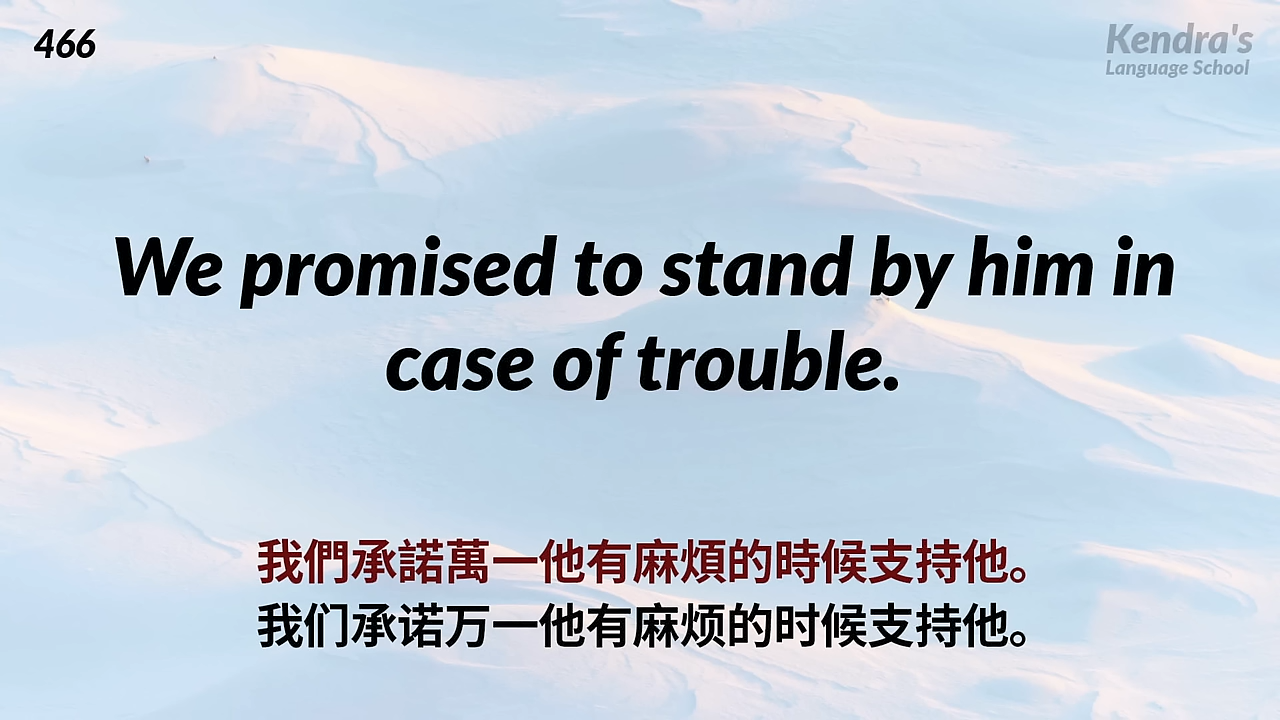 466
Kendra's
Language School
We promised to stand by him in
case of trouble.
我們承諾萬一他有麻煩的時候支持他。
我们承诺万一他有麻烦的时候支持他。